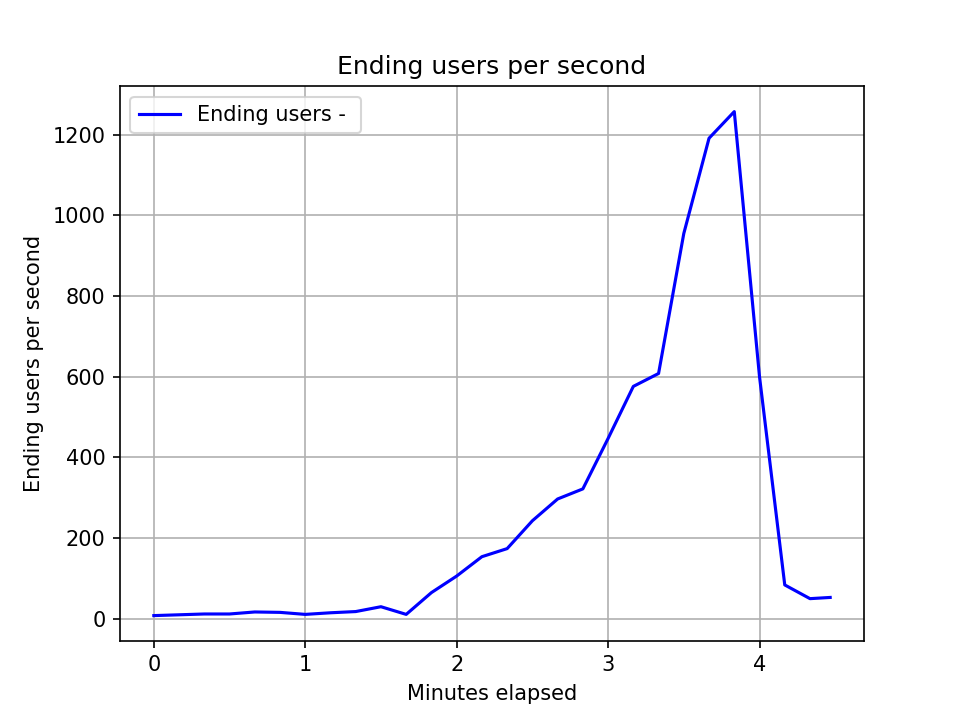 Ending users per second
Ending users -
Ending users per second
1200
1000
800
600
400
200
0
0 1 2 3 4
Minutes elapsed